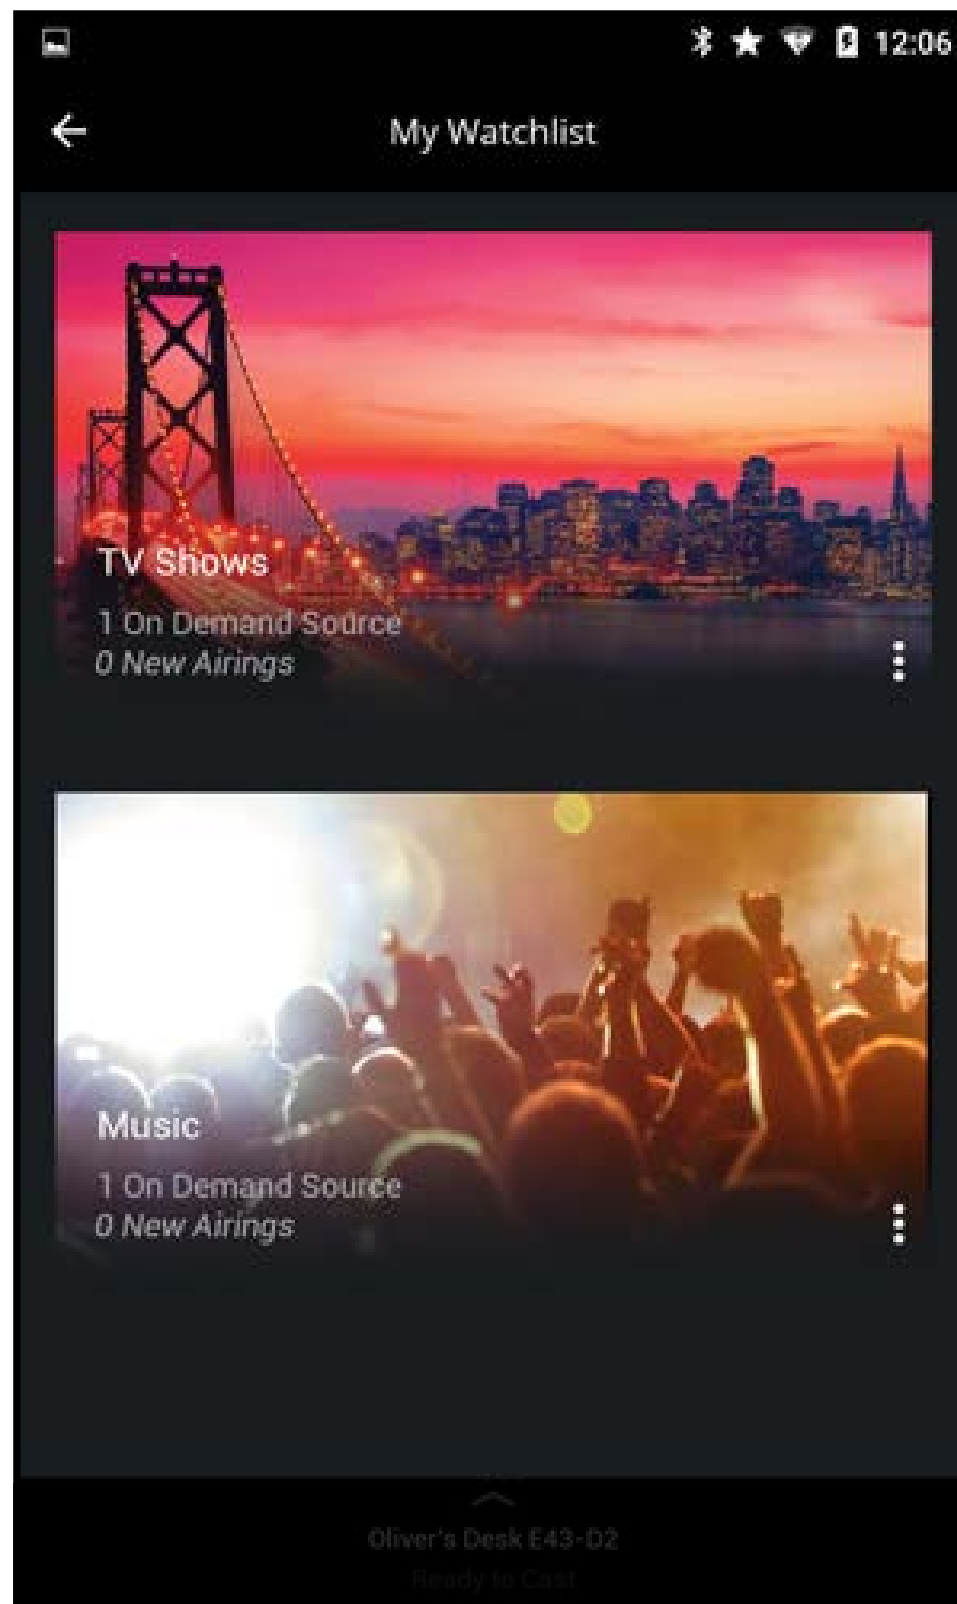 12:06
My Watchlist
TV Shows
1 On Demand Source
0 New Airings
Music
1 On Demand Source
0 New Airings
Oliver's Desk E43-D2
Ready to Cast